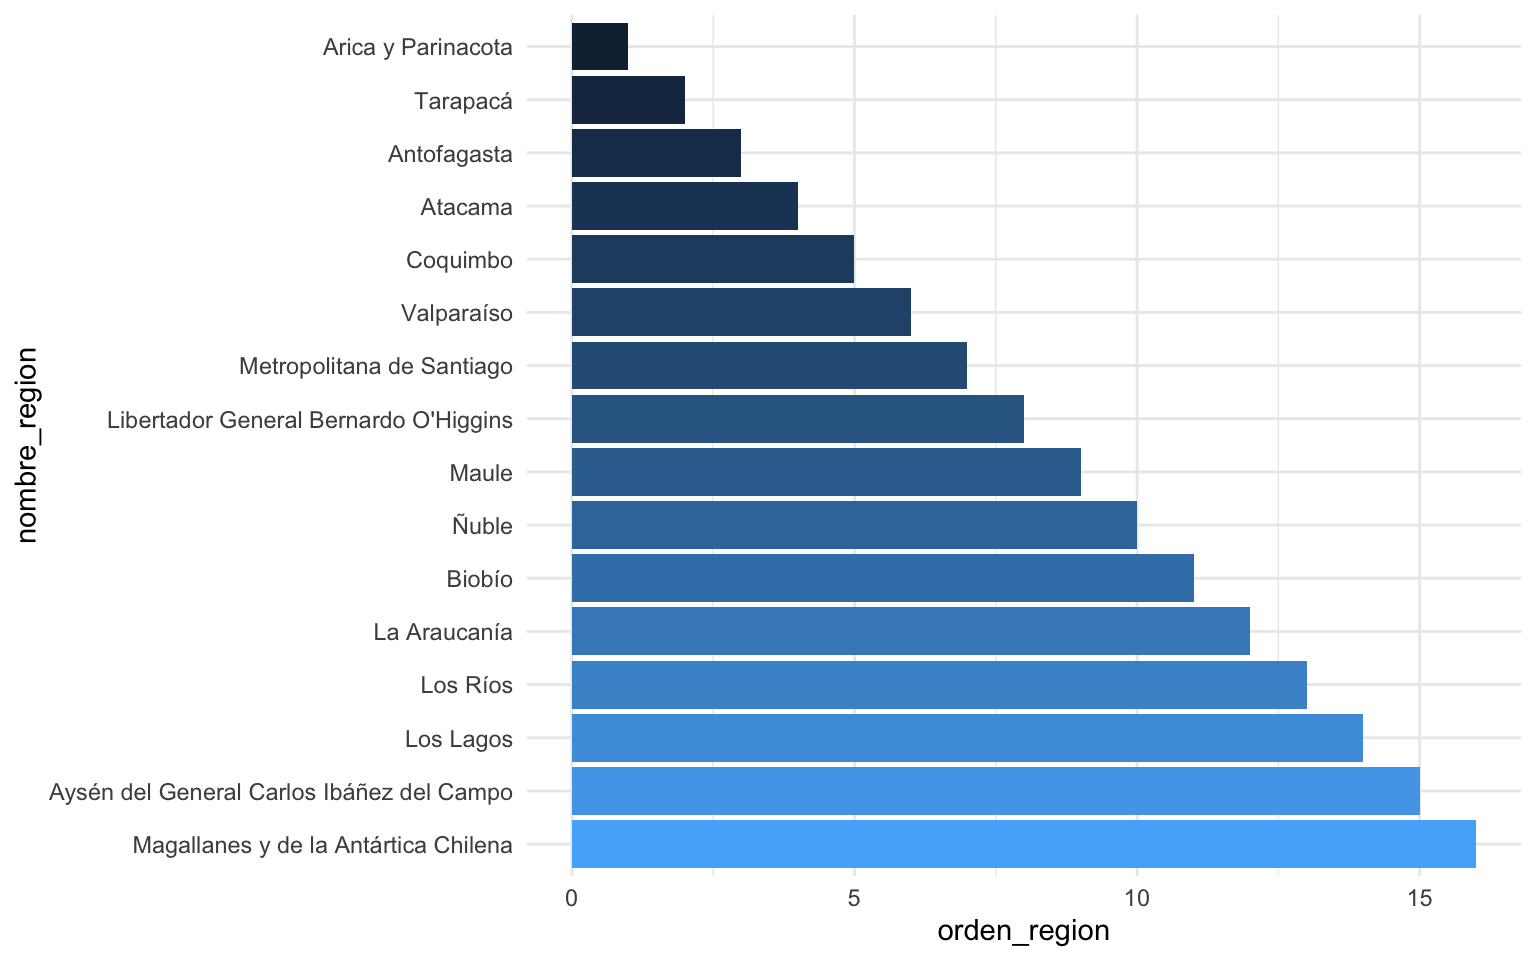 nombre_region
Arica y Parinacota
Tarapacá
Antofagasta
Atacama
Coquimbo
Valparaíso
Metropolitana de Santiago
Libertador General Bernardo O'Higgins
Maule
Ñuble
Biobío
La Araucanía
Los Ríos
Los Lagos
Aysén del General Carlos Ibáñez del Campo
Magallanes y de la Antártica Chilena
0 5 10 15
orden_region